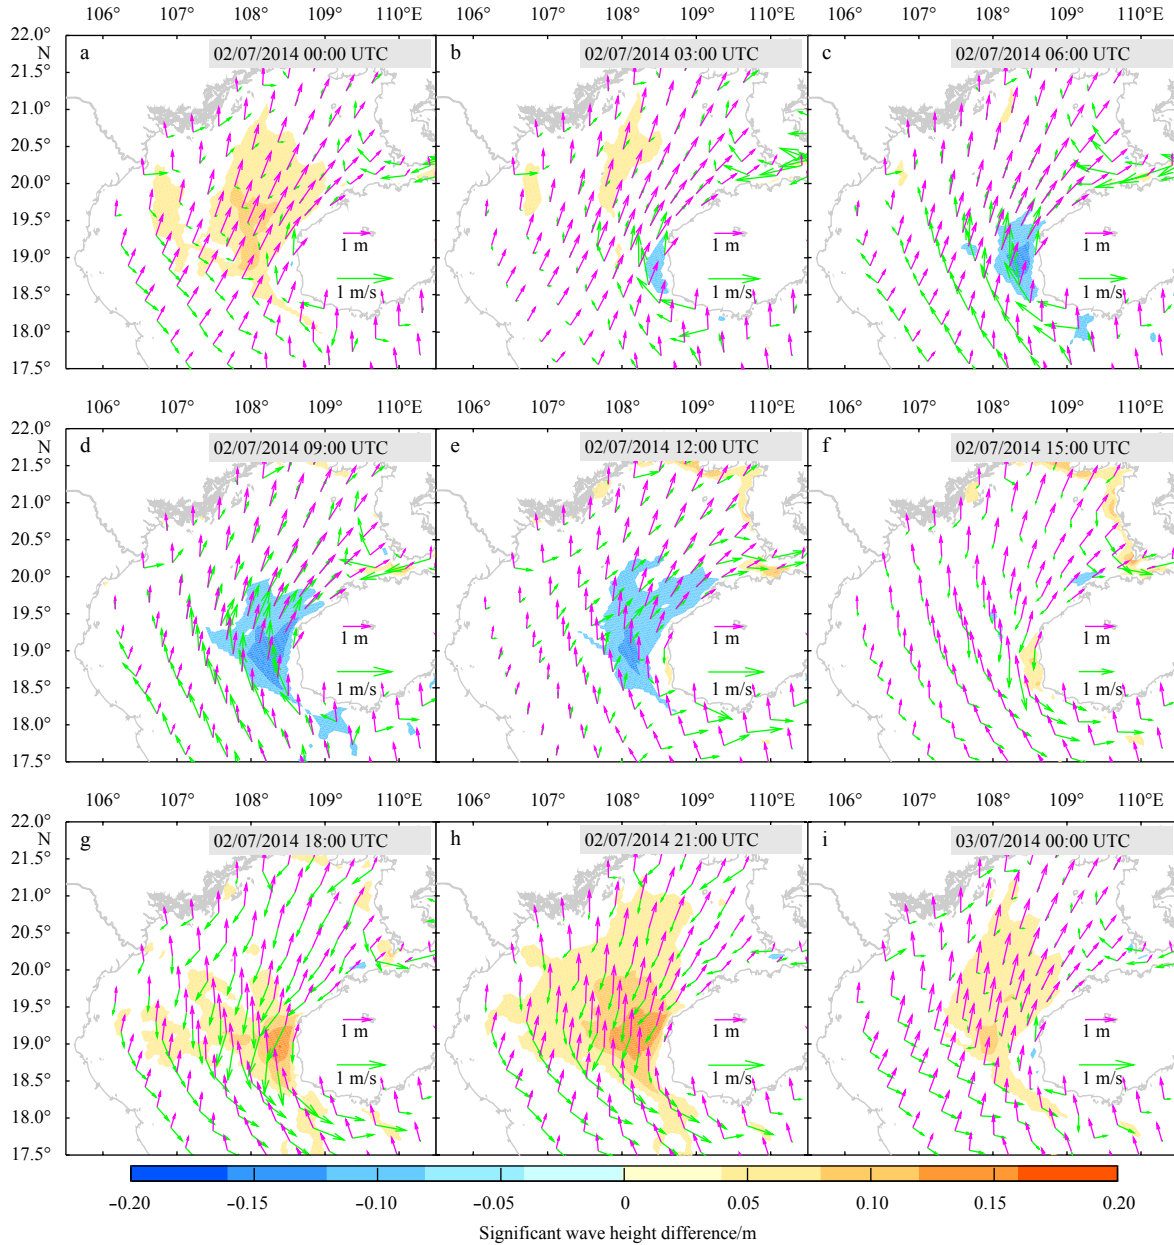 106° 107° 108° 109° 110°E 106° 107° 108° 109° 110°E 106° 107° 108° 109° 110°E
22.0°
N
21.5°
21.0°
20.5°
20.0°
19.5°
19.0°
18.5°
18.0°
17.5°
a 02/07/2014 00:00 UTC
1 m
1 m/s
b 02/07/2014 03:00 UTC
1 m
1 m/s
c 02/07/2014 06:00 UTC
1 m
1 m/s
106° 107° 108° 109° 110°E 106° 107° 108° 109° 110°E 106° 107° 108° 109° 110°E
22.0°
N
21.5°
21.0°
20.5°
20.0°
19.5°
19.0°
18.5°
18.0°
17.5°
d 02/07/2014 09:00 UTC
1 m
1 m/s
e 02/07/2014 12:00 UTC
1 m
1 m/s
f 02/07/2014 15:00 UTC
1 m
1 m/s
106° 107° 108° 109° 110°E 106° 107° 108° 109° 110°E 106° 107° 108° 109° 110°E
22.0°
N
21.5°
21.0°
20.5°
20.0°
19.5°
19.0°
18.5°
18.0°
17.5°
g 02/07/2014 18:00 UTC
1 m
1 m/s
h 02/07/2014 21:00 UTC
1 m
1 m/s
i 03/07/2014 00:00 UTC
1 m
1 m/s
−0.20 −0.15 −0.10 −0.05 0 0.05 0.10 0.15 0.20
Significant wave height difference/m